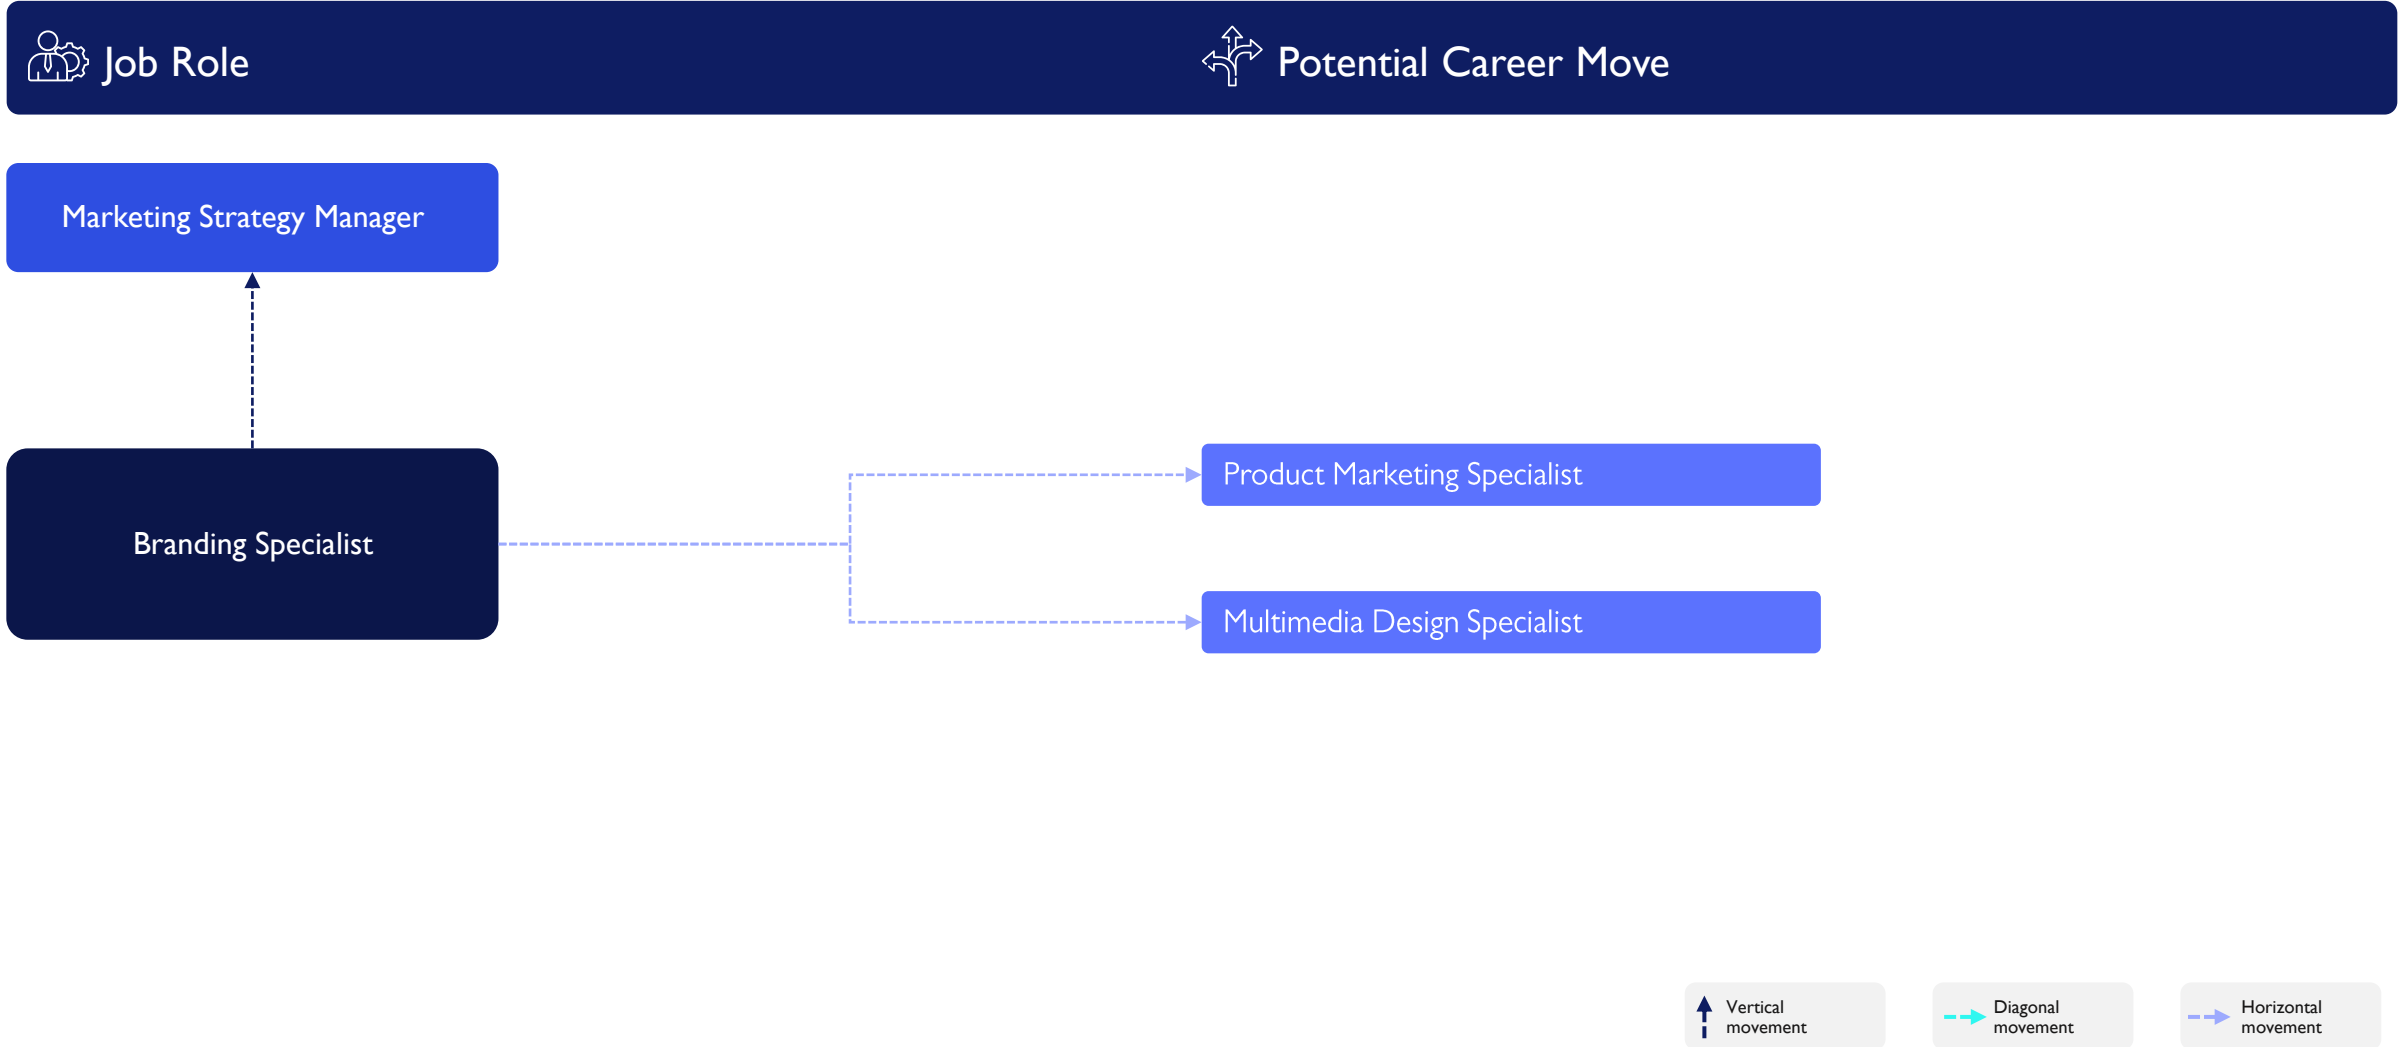 Job Role
Potential Career Move
Marketing Strategy Manager
Product Marketing Specialist
Branding Specialist
Multimedia Design Specialist
Vertical
movement
Diagonal
movement
Horizontal
movement